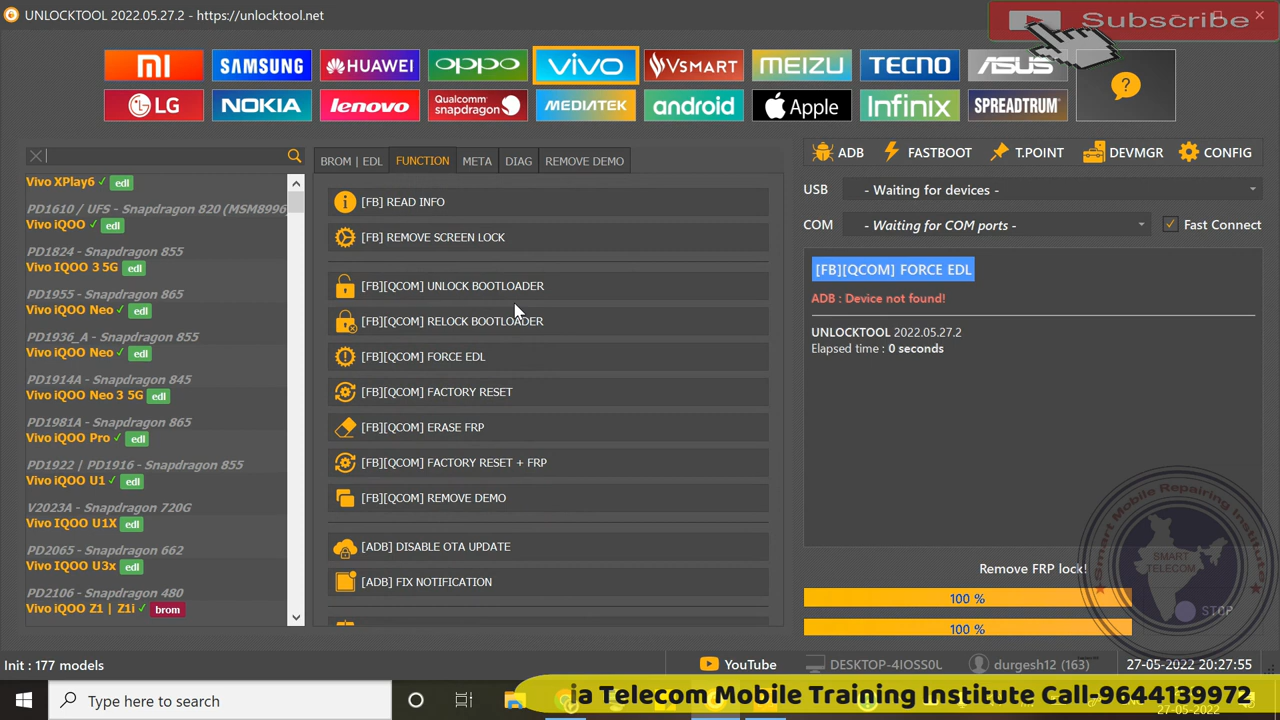 UNLOCKTOOL 2022.05.27.2 - https://unlocktool.net
Subscribe
MI SAMSUNG HUAWEI OPPO VIVO VSMART MEIZU TECNO ASUS
LG NOKIA lenovo Qualcomm snapdragon MEDIATEK android Apple Infinix SPREADTRUM ?
BROM | EDL FUNCTION META DIAG REMOVE DEMO
ADB FASTBOOT T.POINT DEVMGR CONFIG
Vivo XPlay6 ✓ edl
PD1610 / UFS - Snapdragon 820 (MSM8996
Vivo iQOO ✓ edl
PD1824 - Snapdragon 855
Vivo IQOO 3 5G edl
PD1955 - Snapdragon 865
Vivo iQOO Neo ✓ edl
PD1936_A - Snapdragon 855
Vivo iQOO Neo ✓ edl
PD1914A - Snapdragon 845
Vivo iQOO Neo 3 5G edl
PD1981A - Snapdragon 865
Vivo iQOO Pro ✓ edl
PD1922 | PD1916 - Snapdragon 855
Vivo iQOO U1 ✓ edl
V2023A - Snapdragon 720G
Vivo IQOO U1X edl
PD2065 - Snapdragon 662
Vivo IQOO U3x edl
PD2106 - Snapdragon 480
Vivo iQOO Z1 | Z1i ✓ brom
[FB] READ INFO
[FB] REMOVE SCREEN LOCK
[FB][QCOM] UNLOCK BOOTLOADER
[FB][QCOM] RELOCK BOOTLOADER
[FB][QCOM] FORCE EDL
[FB][QCOM] FACTORY RESET
[FB][QCOM] ERASE FRP
[FB][QCOM] FACTORY RESET + FRP
[FB][QCOM] REMOVE DEMO
[ADB] DISABLE OTA UPDATE
[ADB] FIX NOTIFICATION
USB - Waiting for devices -
COM - Waiting for COM ports - Fast Connect
[FB][QCOM] FORCE EDL
ADB : Device not found!
UNLOCKTOOL 2022.05.27.2
Elapsed time : 0 seconds
Smart Mobile Repairing Institute
SMART
TELECOM
Remove FRP lock!
100 %
STOP
100 %
Init : 177 models
YouTube DESKTOP-4IOSS0U durgesh12 (163) 27-05-2022 20:27:55
Type here to search
ia Telecom Mobile Training Institute Call-9644139972
27-05-2022